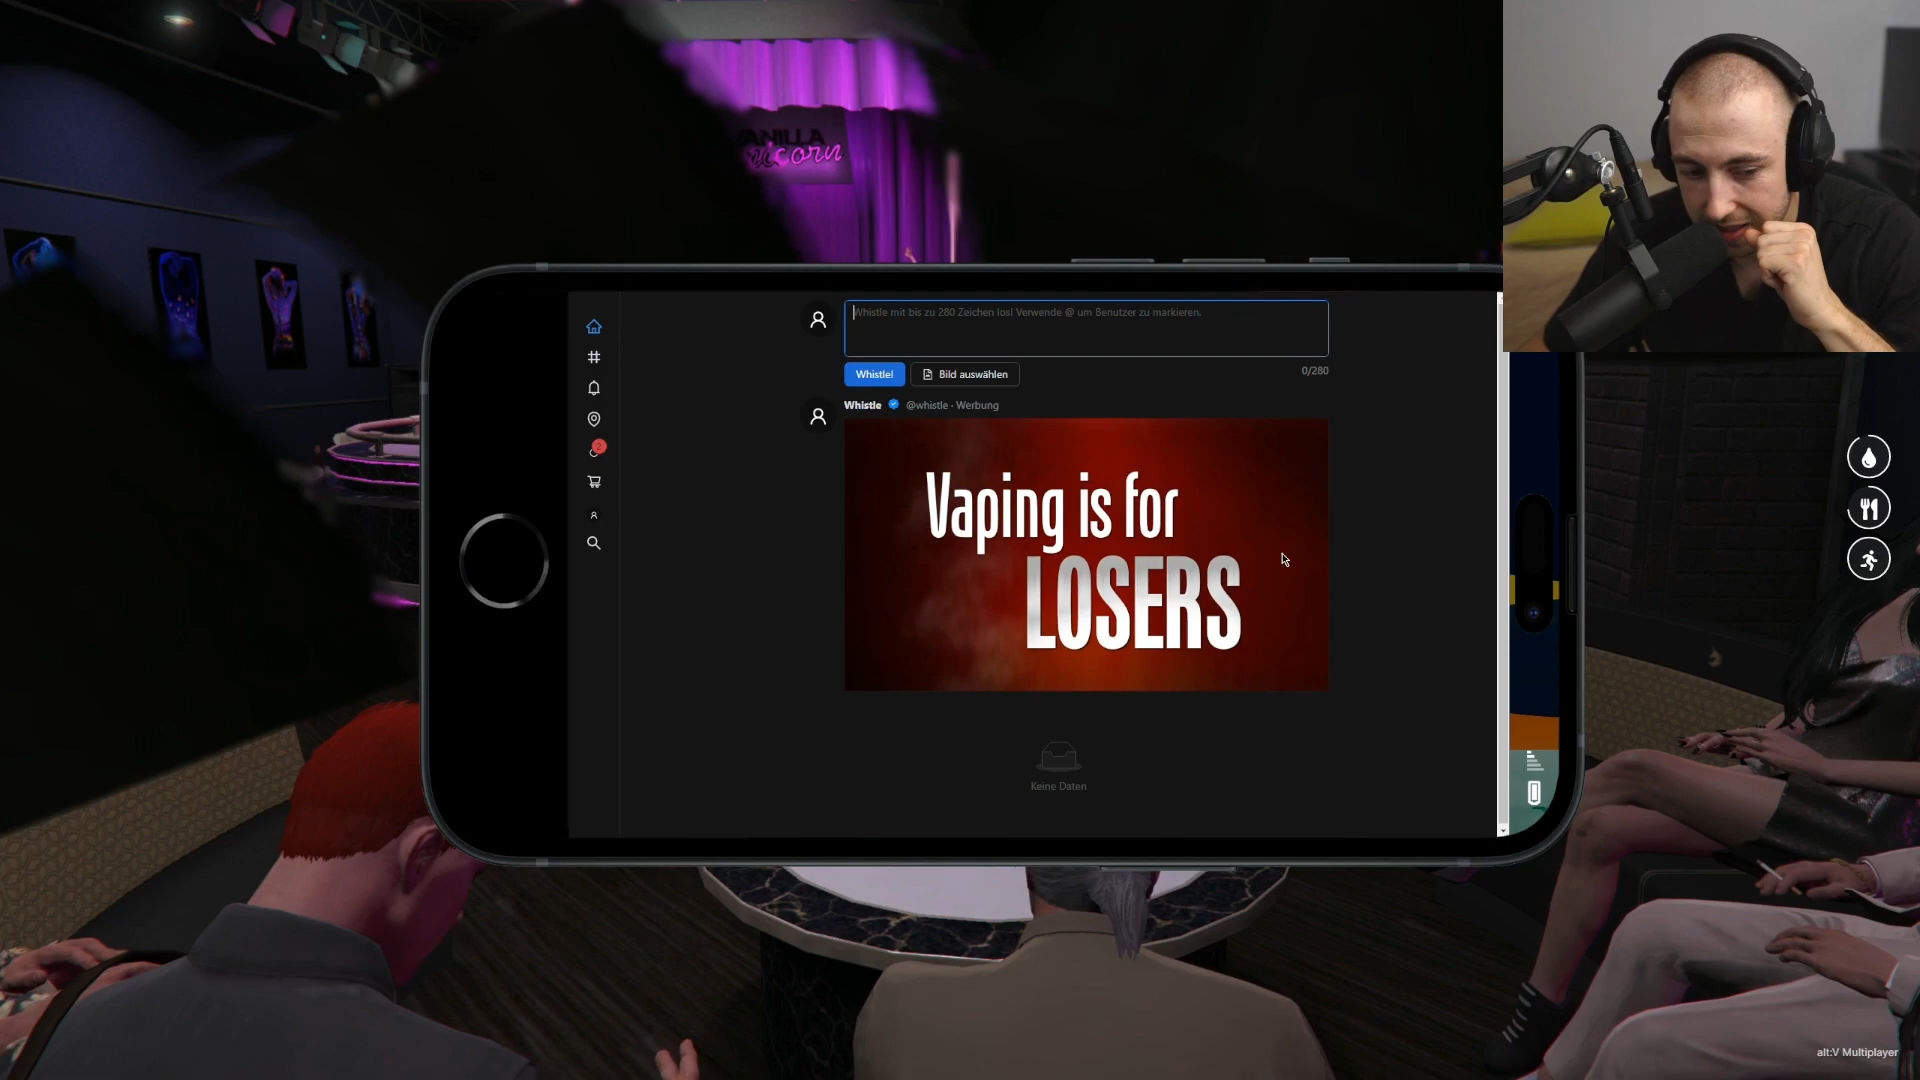 VANILLA
unicorn
Whistle mit bis zu 280 Zeichen los! Verwende @ um Benutzer zu markieren.
Whistle!
Bild auswählen
0/280
Whistle @whistle · Werbung
Vaping is for
LOSERS
2
Keine Daten
alt:V Multiplayer